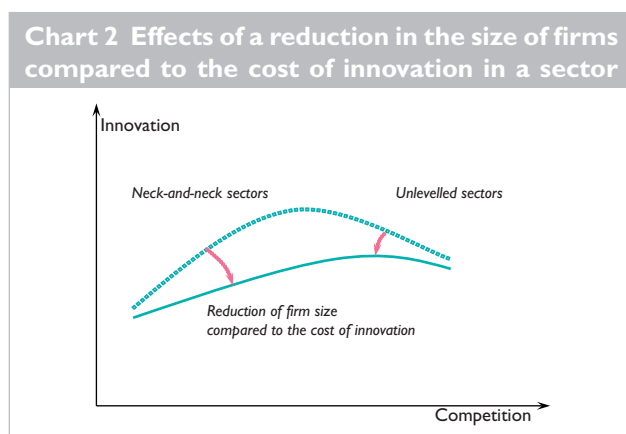 Chart 2 Effects of a reduction in the size of firms
compared to the cost of innovation in a sector
Innovation
Neck-and-neck sectors
Unlevelled sectors
Reduction of firm size
compared to the cost of innovation
Competition